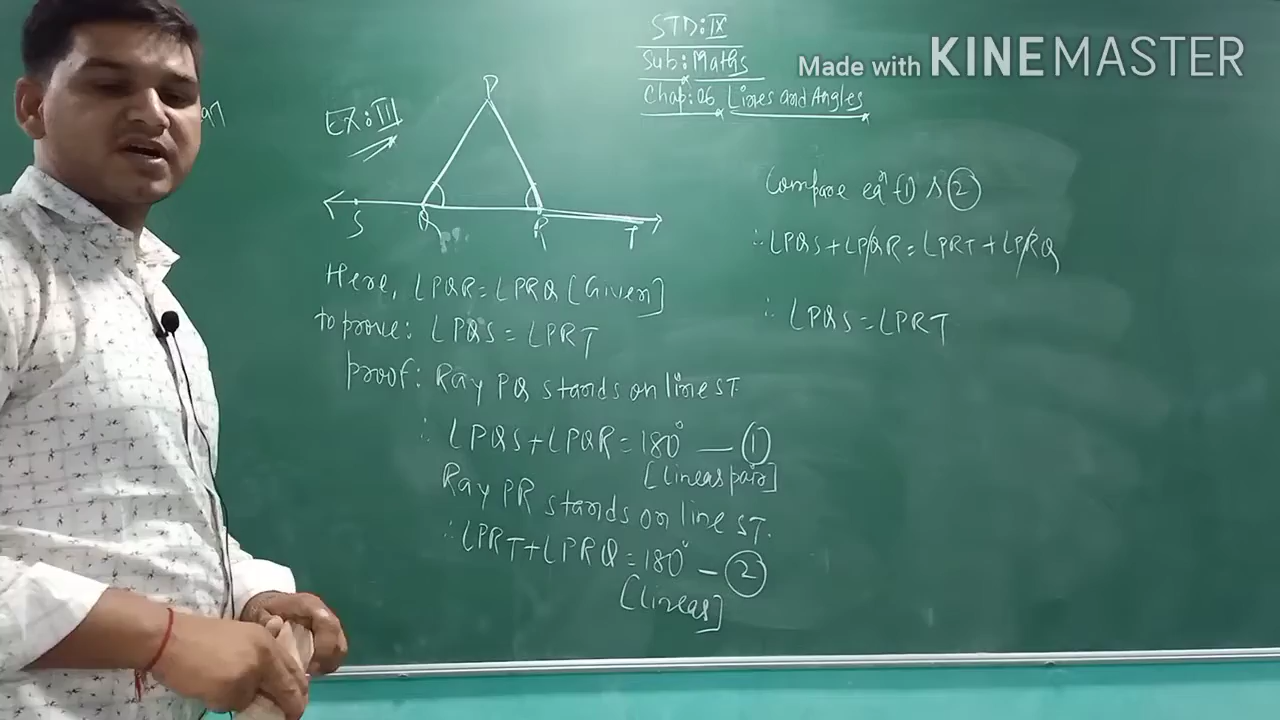 STD: IX
Sub: Maths
Chap: 06 Lines and Angles
Made with KINEMASTER
EX: III
P
S Q R T
Here, ∠PQR = ∠PRQ [Given]
to prove: ∠PQS = ∠PRT
proof: Ray PQ stands on line ST.
∴ ∠PQS + ∠PQR = 180° — ①
[linear pair]
Ray PR stands on line ST.
∴ ∠PRT + ∠PRQ = 180° — ②
[linear]
Compare eqn ① & ②
∴ ∠PQS + ∠PQR = ∠PRT + ∠PRQ
∴ ∠PQS = ∠PRT